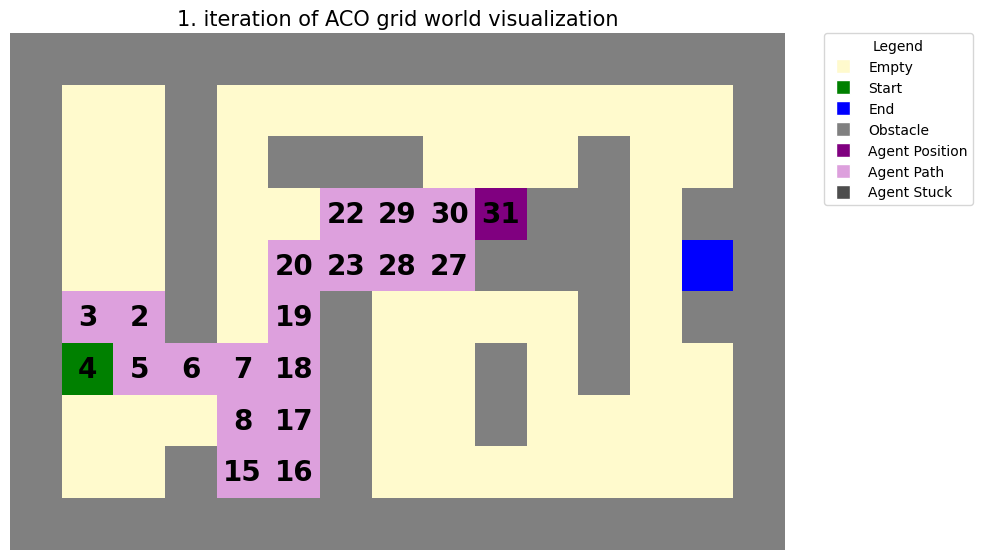 1. iteration of ACO grid world visualization
Legend
Empty
Start
End
Obstacle
Agent Position
Agent Path
Agent Stuck
22 29 30 31
20 23 28 27
3 2 19
4 5 6 7 18
8 17
15 16